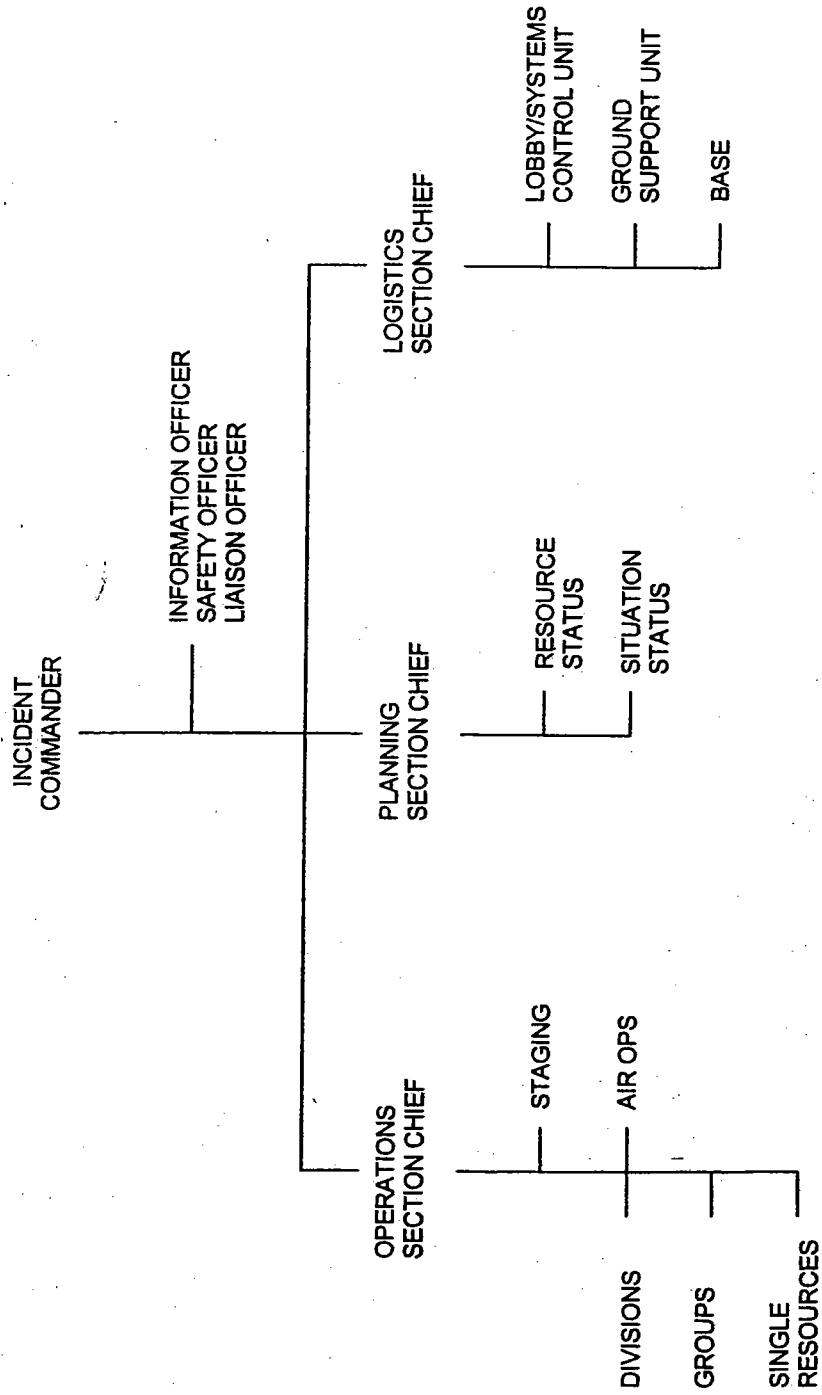 INCIDENT
COMMANDER
INFORMATION OFFICER
SAFETY OFFICER
LIAISON OFFICER
OPERATIONS
SECTION CHIEF
PLANNING
SECTION CHIEF
LOGISTICS
SECTION CHIEF
STAGING
AIR OPS
DIVISIONS
GROUPS
SINGLE
RESOURCES
RESOURCE
STATUS
SITUATION
STATUS
LOBBY/SYSTEMS
CONTROL UNIT
GROUND
SUPPORT UNIT
BASE